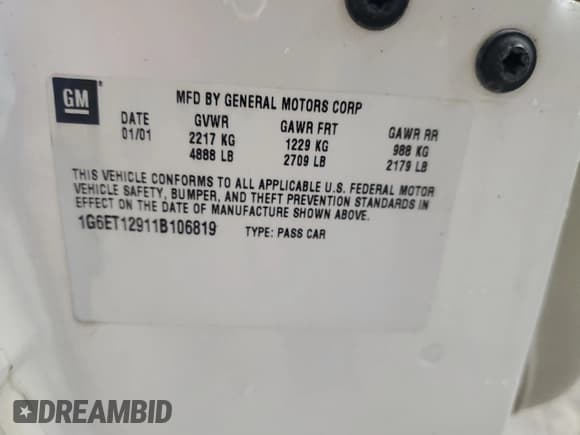 GM ®
MFD BY GENERAL MOTORS CORP
DATE GVWR GAWR FRT GAWR RR
01/01 2217 KG 1229 KG 988 KG
4888 LB 2709 LB 2179 LB
THIS VEHICLE CONFORMS TO ALL APPLICABLE U.S. FEDERAL MOTOR
VEHICLE SAFETY, BUMPER, AND THEFT PREVENTION STANDARDS IN
EFFECT ON THE DATE OF MANUFACTURE SHOWN ABOVE.
1G6ET12911B106819 TYPE: PASS CAR
DREAMBID